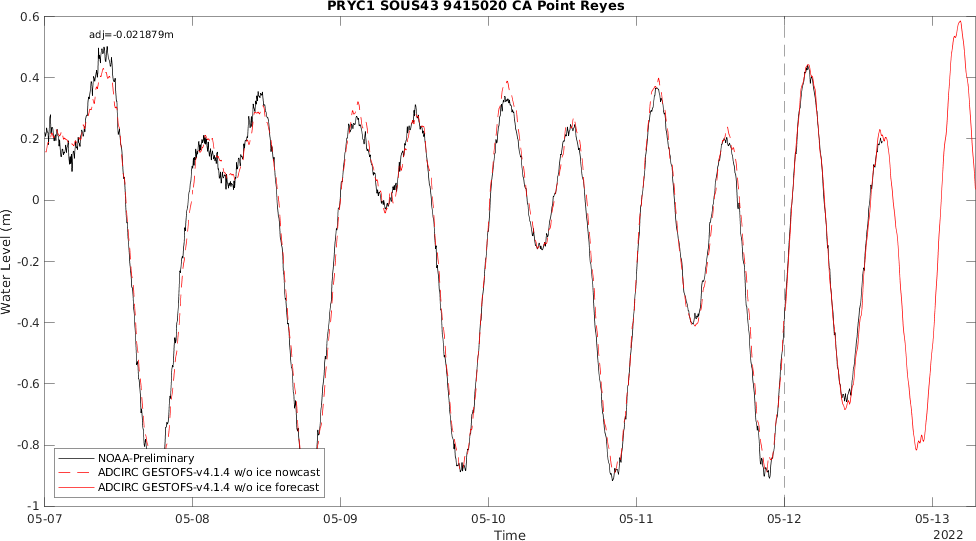 PRYC1 SOUS43 9415020 CA Point Reyes
adj=-0.021879m
0.6
0.4
0.2
0
-0.2
-0.4
-0.6
-0.8
-1
Water Level (m)
NOAA-Preliminary
ADCIRC GESTOFS-v4.1.4 w/o ice nowcast
ADCIRC GESTOFS-v4.1.4 w/o ice forecast
05-07 05-08 05-09 05-10 05-11 05-12 05-13
Time
2022